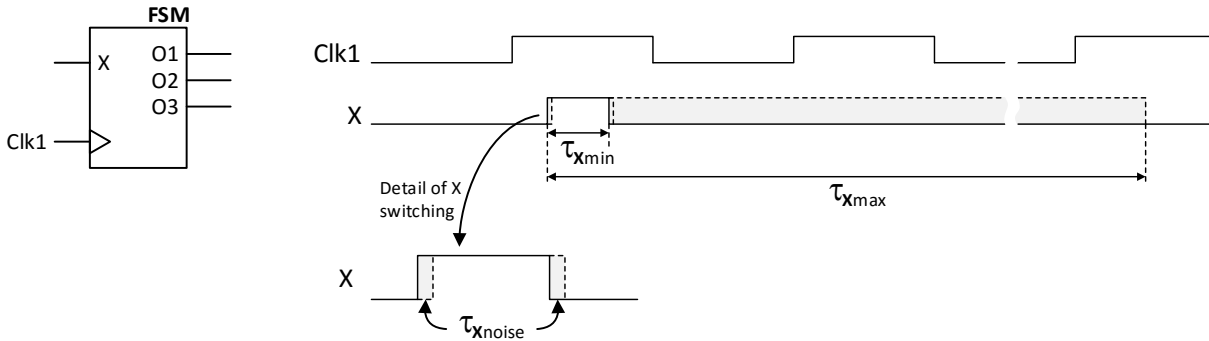 FSM
X
O1
O2
O3
Clk1
Clk1
X
τxmin
τxmax
Detail of X
switching
X
τxnoise